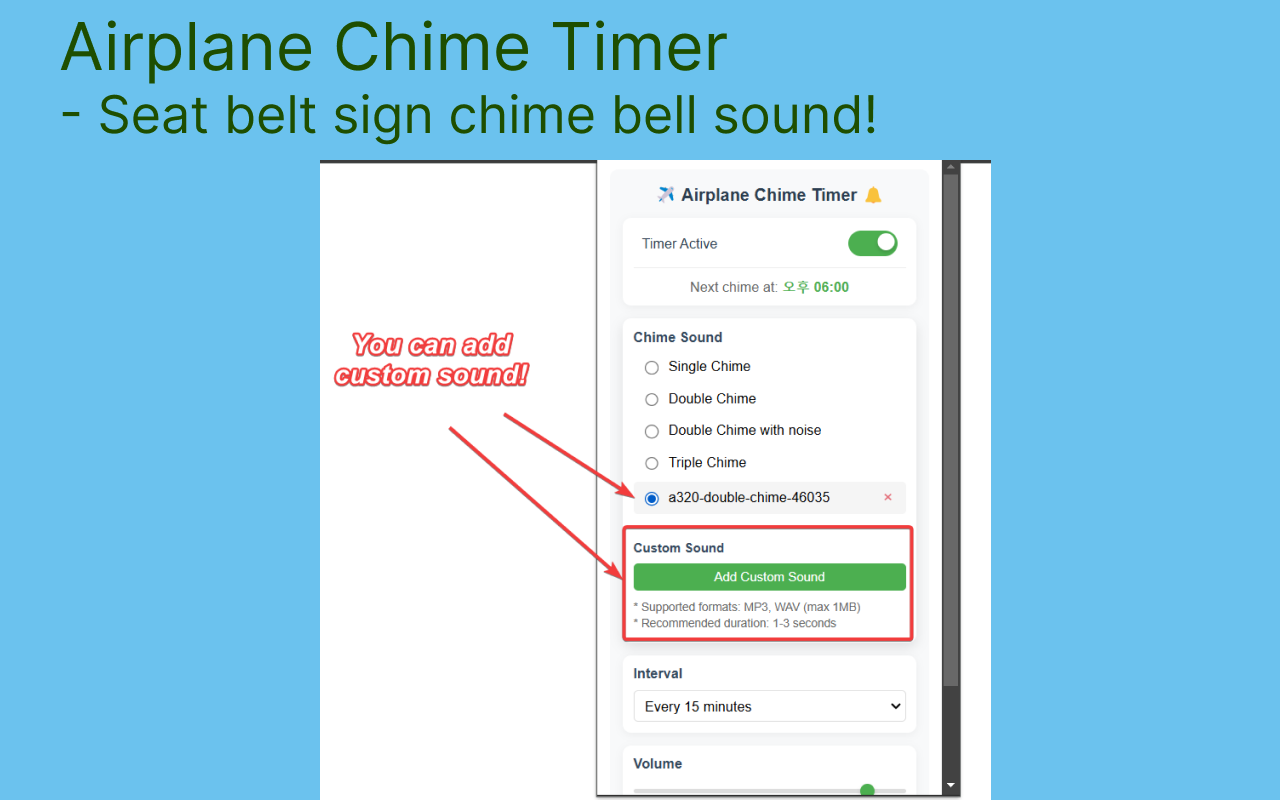 Airplane Chime Timer
- Seat belt sign chime bell sound!
✈️ Airplane Chime Timer 🔔
Timer Active
Next chime at: 오후 06:00
You can add
custom sound!
Chime Sound
Single Chime
Double Chime
Double Chime with noise
Triple Chime
a320-double-chime-46035 ×
Custom Sound
Add Custom Sound
* Supported formats: MP3, WAV (max 1MB)
* Recommended duration: 1-3 seconds
Interval
Every 15 minutes
Volume